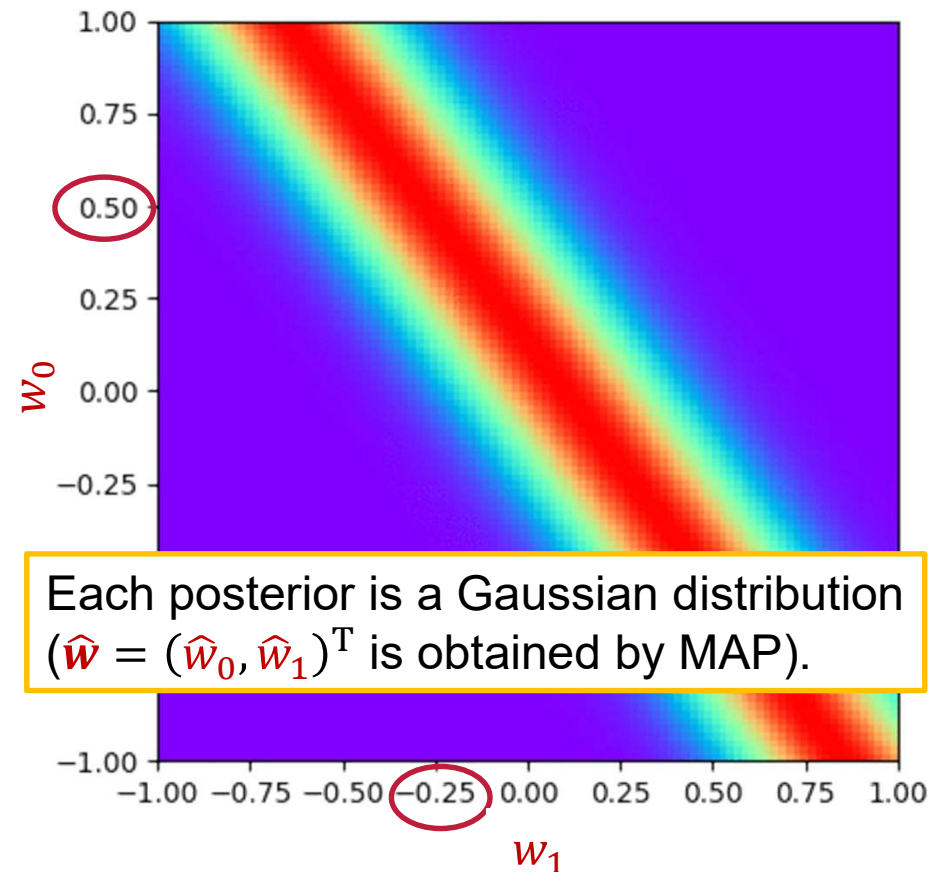 1.00
0.75
0.50
0.25
w₀
0.00
−0.25
Each posterior is a Gaussian distribution
(ŵ = (ŵ₀, ŵ₁)ᵀ is obtained by MAP).
−1.00
−1.00 −0.75 −0.50 −0.25 0.00 0.25 0.50 0.75 1.00
w₁